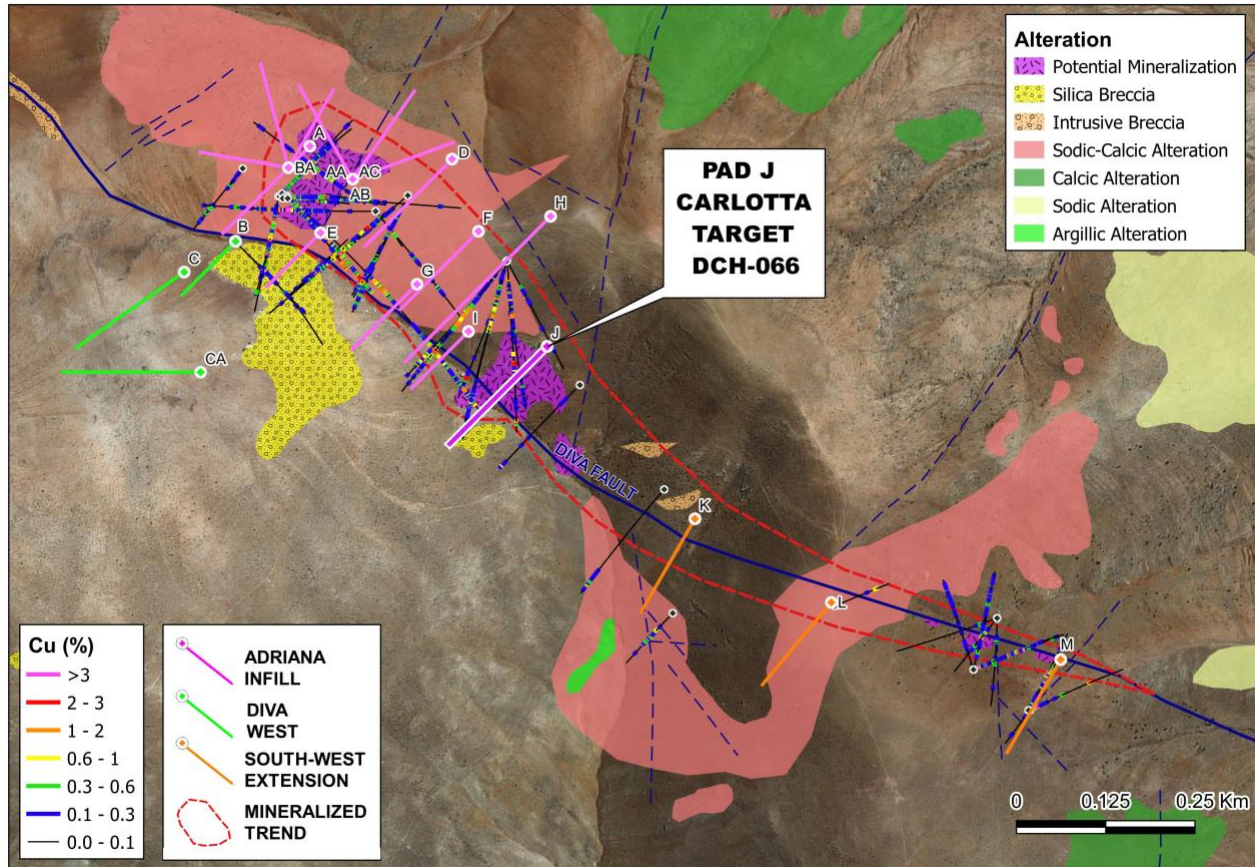 Alteration
Potential Mineralization
Silica Breccia
Intrusive Breccia
Sodic-Calcic Alteration
Calcic Alteration
Sodic Alteration
Argillic Alteration
PAD J
CARLOTTA
TARGET
DCH-066
A
BA
AA
AC
AB
D
B
C
CA
E
F
G
H
I
J
DIVA FAULT
K
L
M
Cu (%)
>3
2 - 3
1 - 2
0.6 - 1
0.3 - 0.6
0.1 - 0.3
0.0 - 0.1
ADRIANA
INFILL
DIVA
WEST
SOUTH-WEST
EXTENSION
MINERALIZED
TREND
0 0.125 0.25 Km